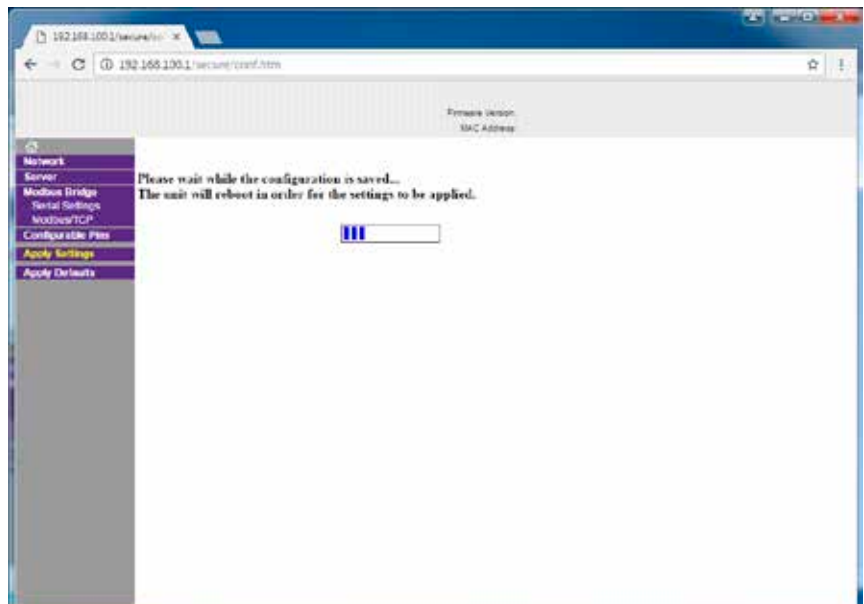 192.168.100.1/secure/co
192.168.100.1/secure/conf.htm
Firmware Version
MAC Address
Network
Server
Modbus Bridge
Serial Settings
Modbus/TCP
Configurable Pins
Apply Settings
Apply Defaults
Please wait while the configuration is saved...
The unit will reboot in order for the settings to be applied.